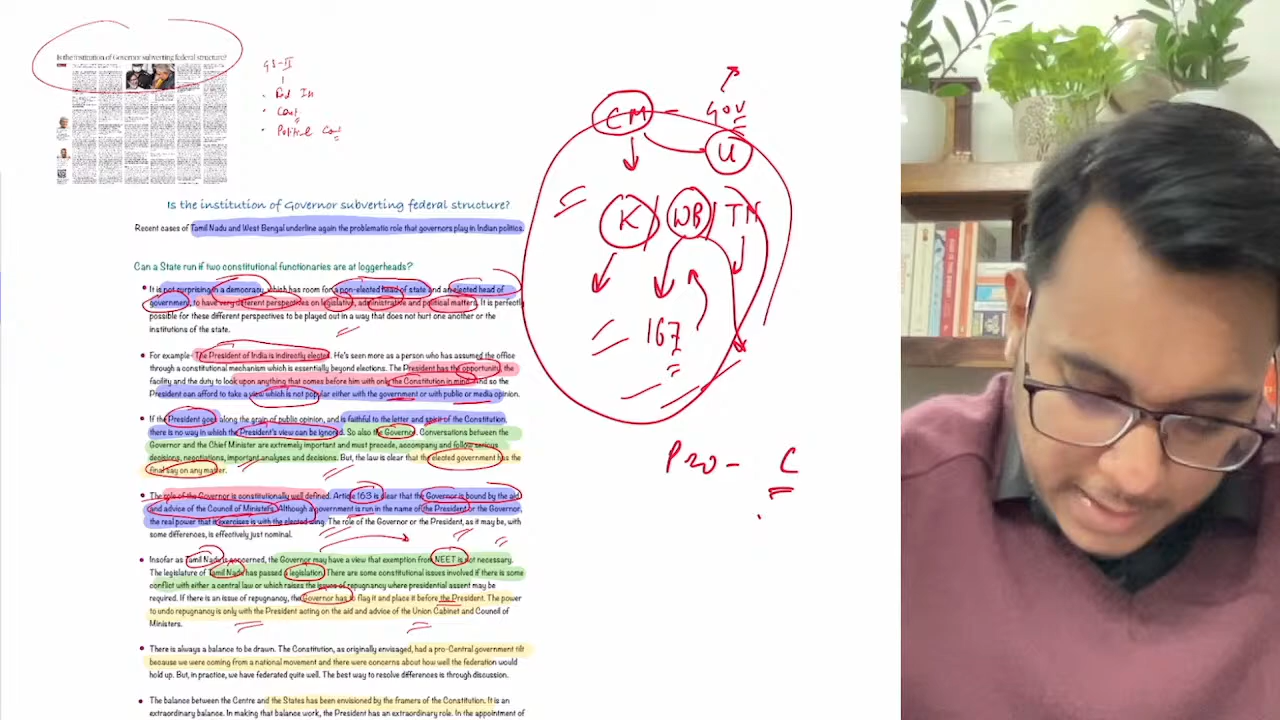 Is the institution of Governor subverting federal structure?
GS-II
• Pol
• Const
• Political
CM - Gov
U
K / WB / TN
167
Pro - C
Is the institution of Governor subverting federal structure?
Recent cases of Tamil Nadu and West Bengal underline again the problematic role that governors play in Indian politics.
Can a State run if two constitutional functionaries are at loggerheads?
• It is not surprising in a democracy, which has room for a non-elected head of state and an elected head of
government, to have very different perspectives on legislative, administrative and political matters. It is perfectly
possible for these different perspectives to be played out in a way that does not hurt one another or the
institutions of the state.
• For example- The President of India is indirectly elected. He's seen more as a person who has assumed the office
through a constitutional mechanism which is essentially beyond elections. The President has the opportunity, the
facility and the duty to look upon anything that comes before him with only the Constitution in mind. And so the
President can afford to take a view which is not popular either with the government or with public or media opinion.
• If the President goes along the grain of public opinion, and is faithful to the letter and spirit of the Constitution,
there is no way in which the President's view can be ignored. So also the Governor. Conversations between the
Governor and the Chief Minister are extremely important and must precede, accompany and follow serious
decisions, negotiations, important analyses and decisions. But, the law is clear that the elected government has the
final say on any matter.
• The role of the Governor is constitutionally well defined. Article 163 is clear that the Governor is bound by the aid
and advice of the Council of Ministers. Although a government is run in the name of the President or the Governor,
the real power that is exercises is with the elected wing. The role of the Governor or the President, as it may be, with
some differences, is effectively just nominal.
• Insofar as Tamil Nadu is concerned, the Governor may have a view that exemption from NEET is not necessary.
The legislature of Tamil Nadu has passed a legislation. There are some constitutional issues involved if there is some
conflict with either a central law or which raises the issues of repugnancy where presidential assent may be
required. If there is an issue of repugnancy, the Governor has to flag it and place it before the President. The power
to undo repugnancy is only with the President acting on the aid and advice of the Union Cabinet and Council of
Ministers.
• There is always a balance to be drawn. The Constitution, as originally envisaged, had a pro-Central government tilt
because we were coming from a national movement and there were concerns about how well the federation would
hold up. But, in practice, we have federated quite well. The best way to resolve differences is through discussion.
• The balance between the Centre and the States has been envisioned by the framers of the Constitution. It is an
extraordinary balance. In making that balance work, the President has an extraordinary role. In the appointment of